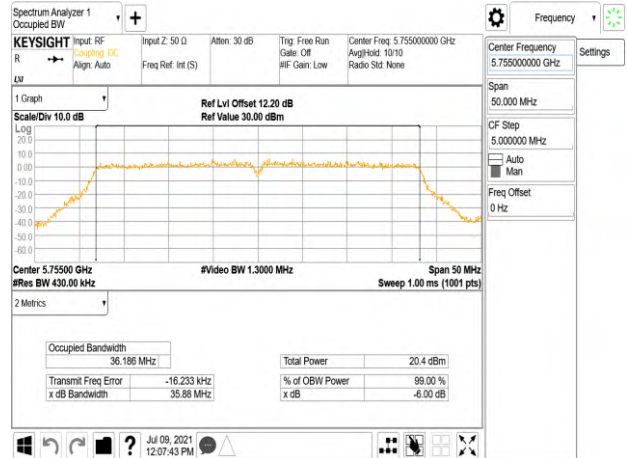 Spectrum Analyzer 1
Occupied BW
Frequency
KEYSIGHT
R
Input: RF
Coupling: DC
Align: Auto
Input Z: 50 Ω
Freq Ref: Int (S)
Atten: 30 dB
Trig: Free Run
Gate: Off
#IF Gain: Low
Center Freq: 5.755000000 GHz
Avg|Hold: 10/10
Radio Std: None
Center Frequency
5.755000000 GHz
Settings
Span
50.000 MHz
CF Step
5.000000 MHz
Auto
Man
Freq Offset
0 Hz
1 Graph
Scale/Div 10.0 dB
Ref Lvl Offset 12.20 dB
Ref Value 30.00 dBm
Log
20.0
10.0
0.00
-10.0
-20.0
-30.0
-40.0
-50.0
-60.0
Center 5.75500 GHz
#Video BW 1.3000 MHz
Span 50 MHz
#Res BW 430.00 kHz
Sweep 1.00 ms (1001 pts)
2 Metrics
Occupied Bandwidth
36.186 MHz
Total Power 20.4 dBm
Transmit Freq Error -16.233 kHz
% of OBW Power 99.00 %
x dB Bandwidth 35.88 MHz
x dB -6.00 dB
?
Jul 09, 2021
12:07:43 PM